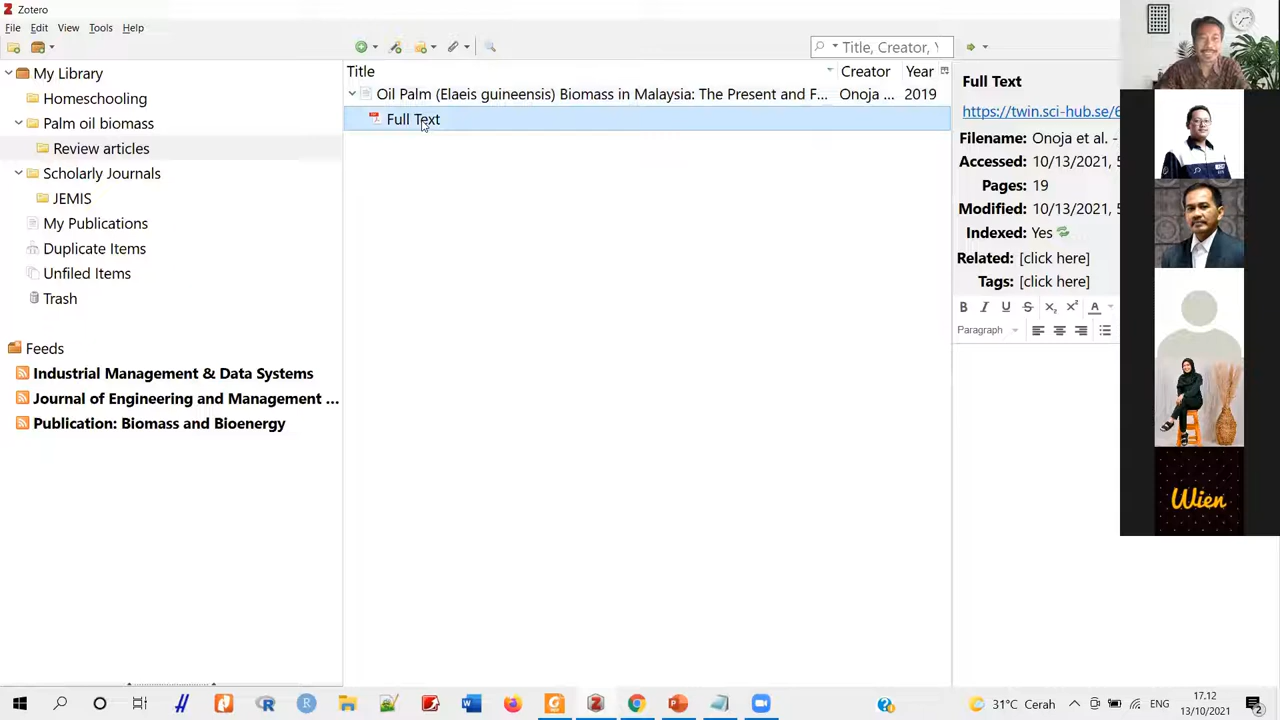 Zotero
File Edit View Tools Help
Title, Creator, Y
My Library
Homeschooling
Palm oil biomass
Review articles
Scholarly Journals
JEMIS
My Publications
Duplicate Items
Unfiled Items
Trash
Feeds
Industrial Management & Data Systems
Journal of Engineering and Management ...
Publication: Biomass and Bioenergy
Title Creator Year
Oil Palm (Elaeis guineensis) Biomass in Malaysia: The Present and F... Onoja ... 2019
Full Text
Full Text
https://twin.sci-hub.se/6
Filename: Onoja et al. -
Accessed: 10/13/2021, 5
Pages: 19
Modified: 10/13/2021, 5
Indexed: Yes
Related: [click here]
Tags: [click here]
B I U S X₂ X² A
Paragraph
Wien
31°C Cerah ENG 17.12
13/10/2021 2